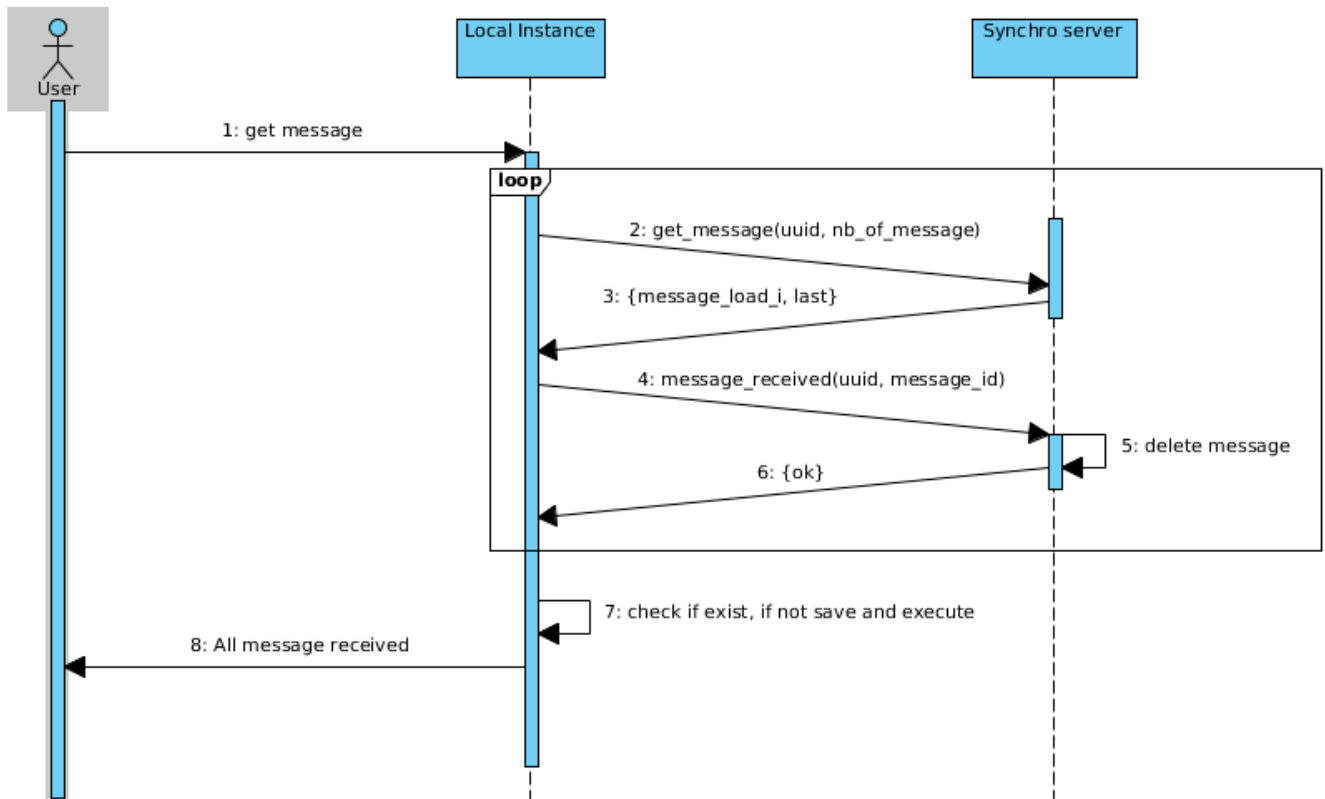 User
Local Instance
Synchro server
1: get message
loop
2: get_message(uuid, nb_of_message)
3: {message_load_i, last}
4: message_received(uuid, message_id)
5: delete message
6: {ok}
7: check if exist, if not save and execute
8: All message received